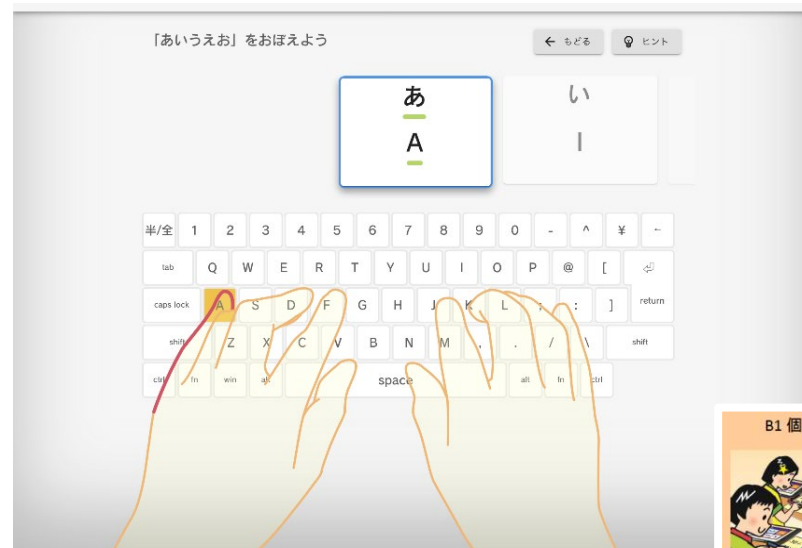 「あいうえお」をおぼえよう
← もどる
ヒント
あ
A
い
I
半/全 1 2 3 4 5 6 7 8 9 0 - ^ ¥ ←
tab Q W E R T Y U I O P @ [
caps lock A S D F G H J K L ; : ] return
shift Z X C V B N M , . / \ shift
ctrl fn win alt space alt fn ctrl
B1 個